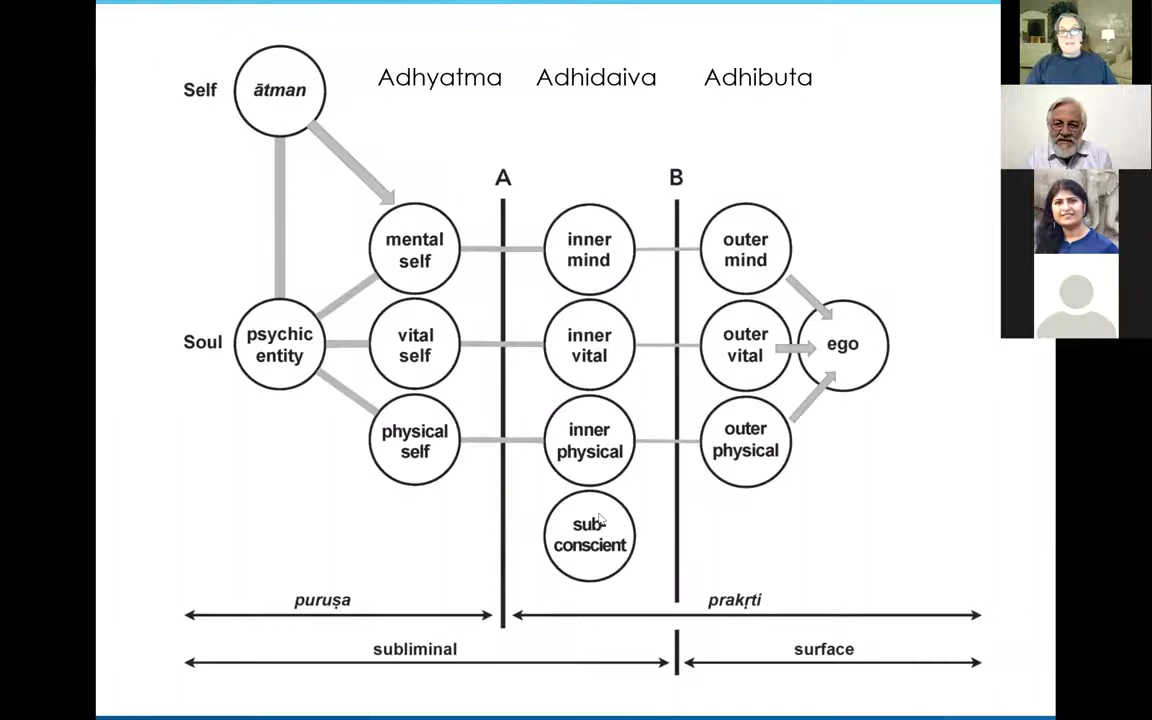 Self
ātman
Adhyatma
Adhidaiva
Adhibuta
A
B
mental
self
inner
mind
outer
mind
Soul
psychic
entity
vital
self
inner
vital
outer
vital
ego
physical
self
inner
physical
outer
physical
sub-
conscient
puruṣa
prakṛti
subliminal
surface